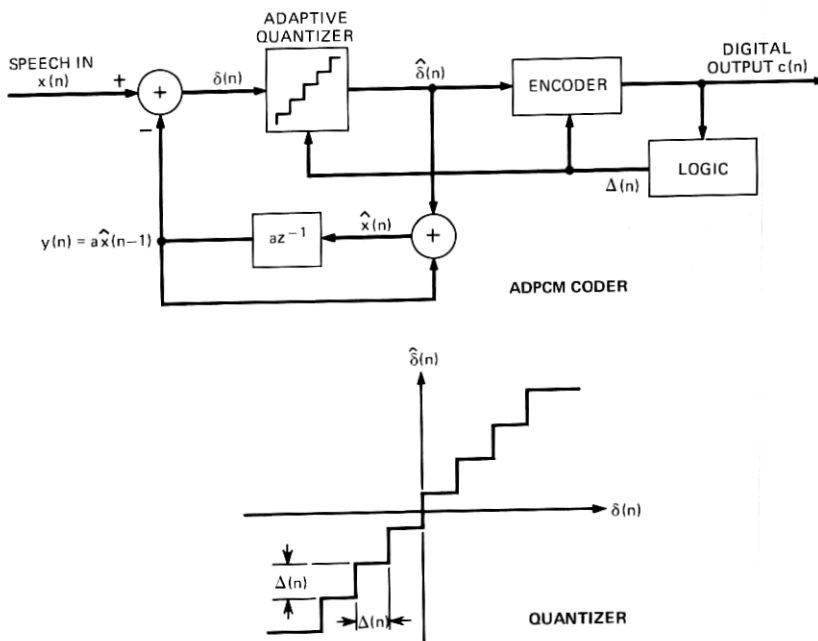 ADAPTIVE
QUANTIZER
SPEECH IN
x(n)
+
+
−
δ(n)
δ̂(n)
ENCODER
DIGITAL
OUTPUT c(n)
LOGIC
Δ(n)
y(n) = ax̂(n−1)
az⁻¹
x̂(n)
+
ADPCM CODER
δ̂(n)
δ(n)
Δ(n)
Δ(n)
QUANTIZER